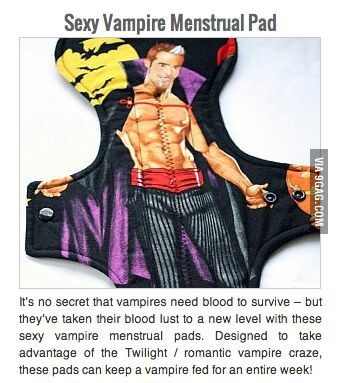 Sexy Vampire Menstrual Pad
VIA 9GAG.COM
It's no secret that vampires need blood to survive – but
they've taken their blood lust to a new level with these
sexy vampire menstrual pads. Designed to take
advantage of the Twilight / romantic vampire craze,
these pads can keep a vampire fed for an entire week!